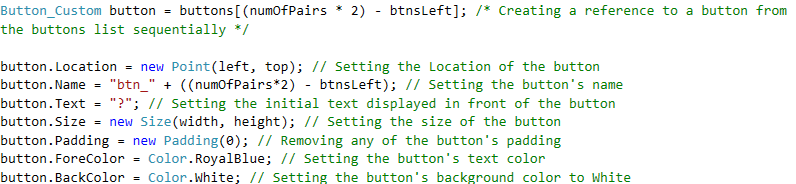 Button_Custom button = buttons[(numOfPairs * 2) - btnsLeft]; /* Creating a reference to a button from
the buttons list sequentially */
button.Location = new Point(left, top); // Setting the Location of the button
button.Name = "btn_" + ((numOfPairs*2) - btnsLeft); // Setting the button's name
button.Text = "?"; // Setting the initial text displayed in front of the button
button.Size = new Size(width, height); // Setting the size of the button
button.Padding = new Padding(0); // Removing any of the button's padding
button.ForeColor = Color.RoyalBlue; // Setting the button's text color
button.BackColor = Color.White; // Setting the button's background color to White